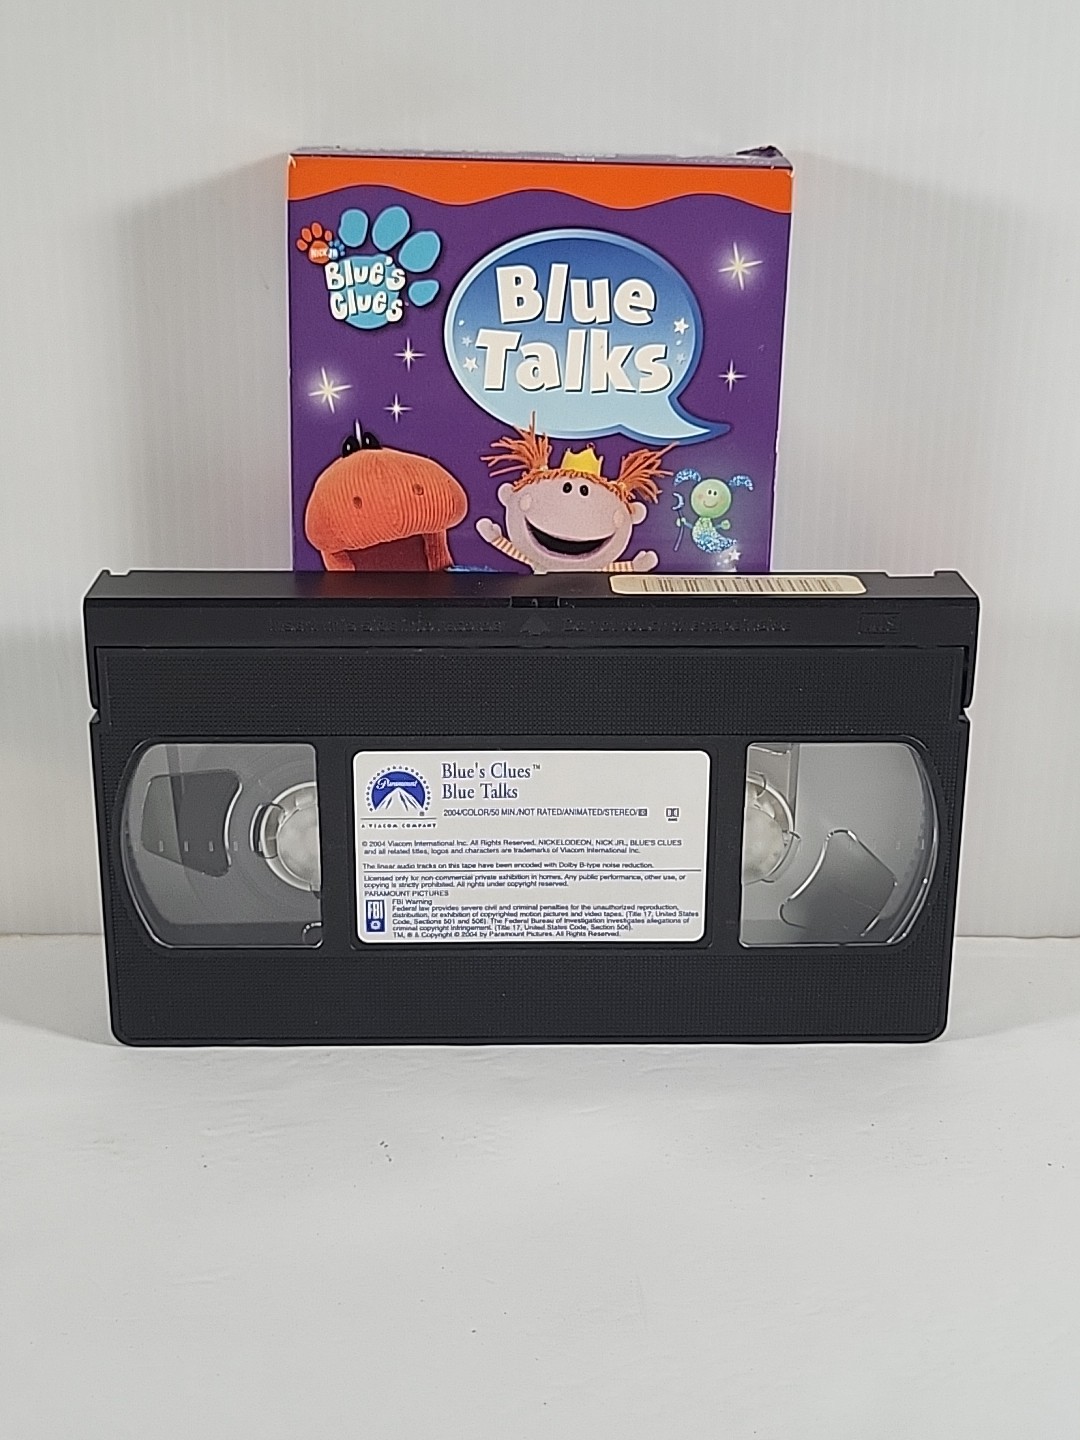 NICK JR.
Blue's
Clues
Blue
Talks
Paramount
A VIACOM COMPANY
Blue's Clues™
Blue Talks
2004/COLOR/50 MIN./NOT RATED/ANIMATED/STEREO/
© 2004 Viacom International Inc. All Rights Reserved. NICKELODEON, NICK JR., BLUE'S CLUES
and all related titles, logos and characters are trademarks of Viacom International Inc.
The linear audio tracks on this tape have been encoded with Dolby B-type noise reduction.
Licensed only for non-commercial private exhibition in homes. Any public performance, other use, or
copying is strictly prohibited. All rights under copyright reserved.
PARAMOUNT PICTURES
FBI
FBI Warning
Federal law provides severe civil and criminal penalties for the unauthorized reproduction,
distribution, or exhibition of copyrighted motion pictures and video tapes. (Title 17, United States
Code, Sections 501 and 506). The Federal Bureau of Investigation investigates allegations of
criminal copyright infringement. (Title 17, United States Code, Section 506).
TM, ® & Copyright © 2004 by Paramount Pictures. All Rights Reserved.